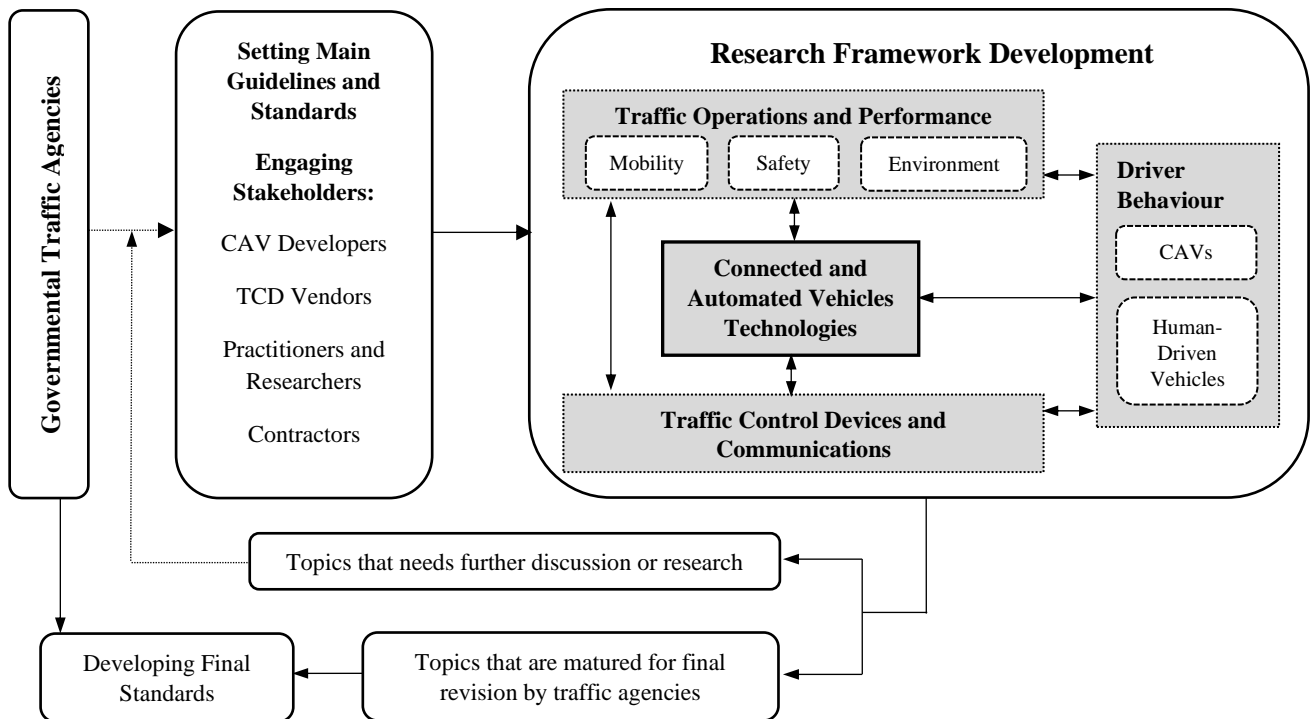 Governmental Traffic Agencies
Setting Main
Guidelines and
Standards
Engaging
Stakeholders:
CAV Developers
TCD Vendors
Practitioners and
Researchers
Contractors
Research Framework Development
Traffic Operations and Performance
Mobility
Safety
Environment
Driver
Behaviour
CAVs
Human-
Driven
Vehicles
Connected and
Automated Vehicles
Technologies
Traffic Control Devices and
Communications
Topics that needs further discussion or research
Developing Final
Standards
Topics that are matured for final
revision by traffic agencies